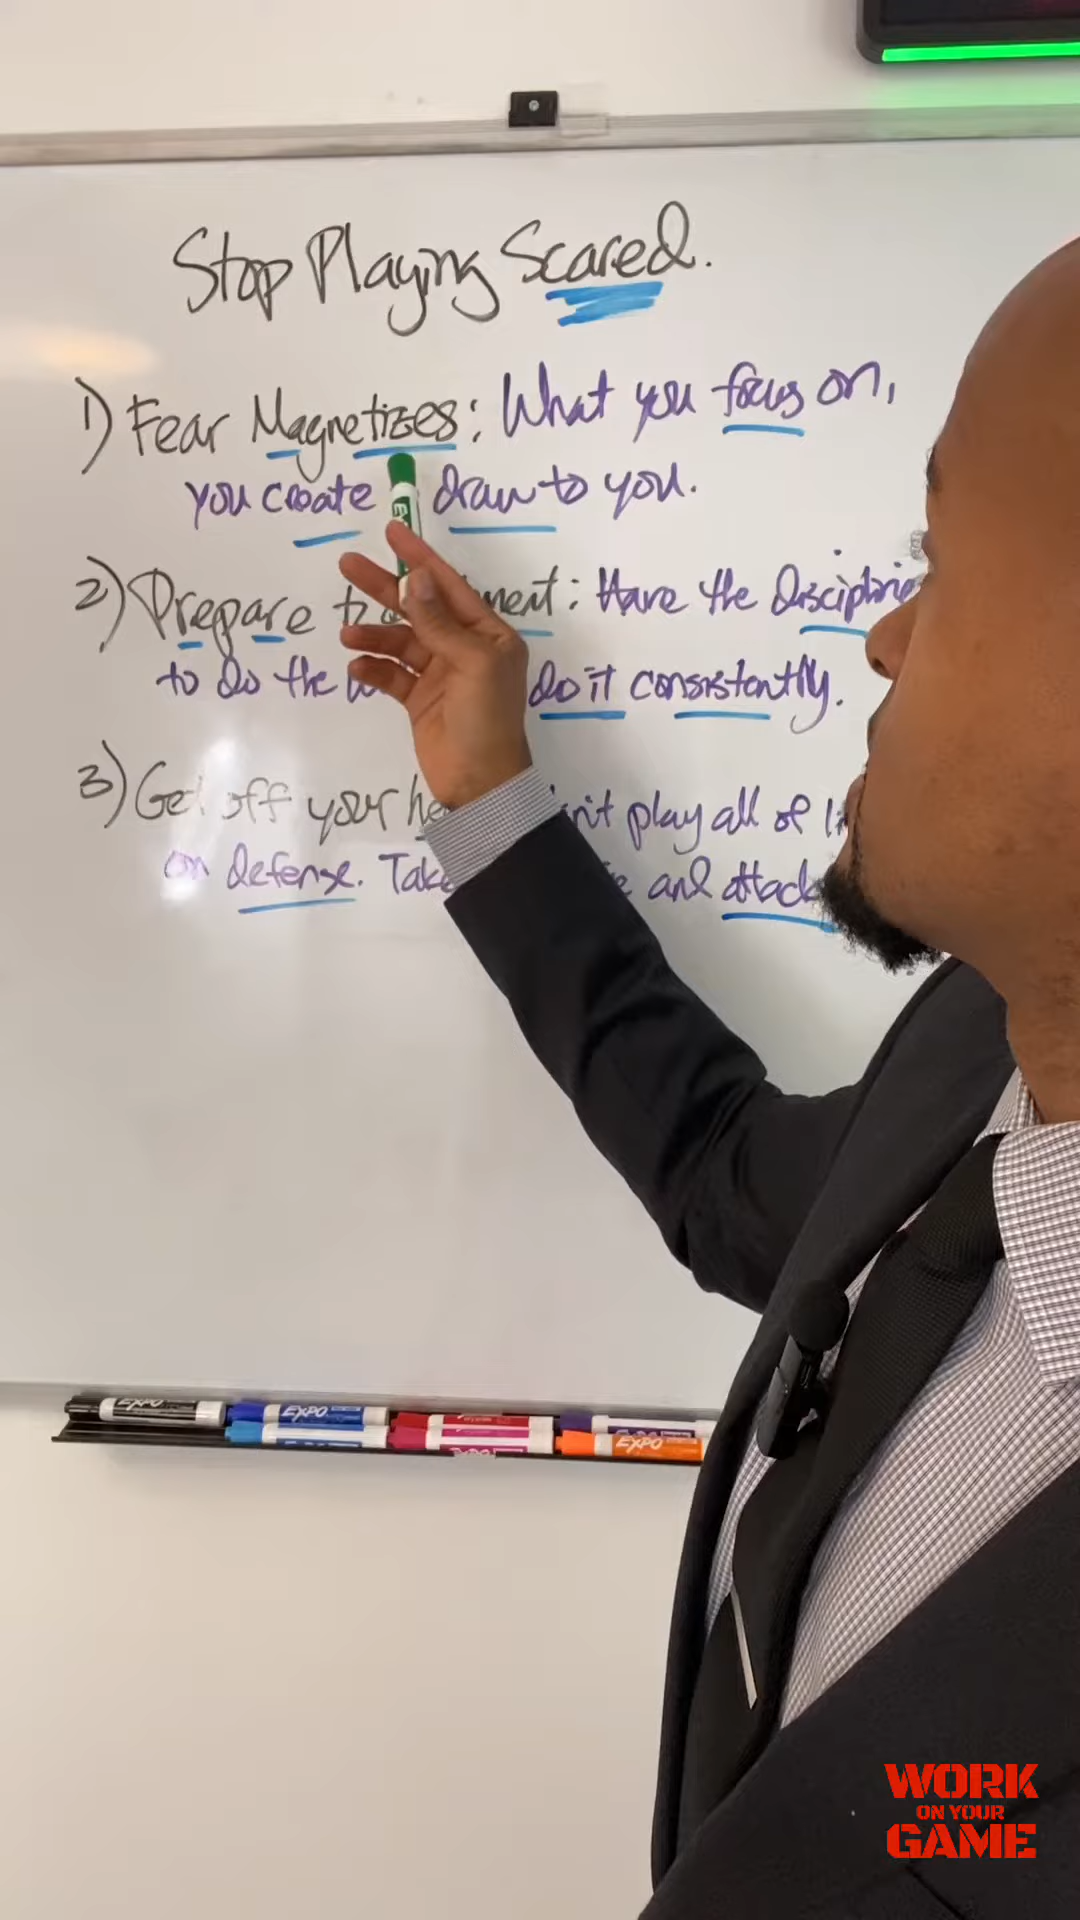 Stop Playing Scared.
1) Fear Magnetizes: What you focus on,
you create draw to you.
2) Prepare : Have the Discipline
to do the do it consistently.
3) Get off your play all of
on defense. Take and attack
EXPO
EXPO
EXPO
WORK
ON YOUR
GAME